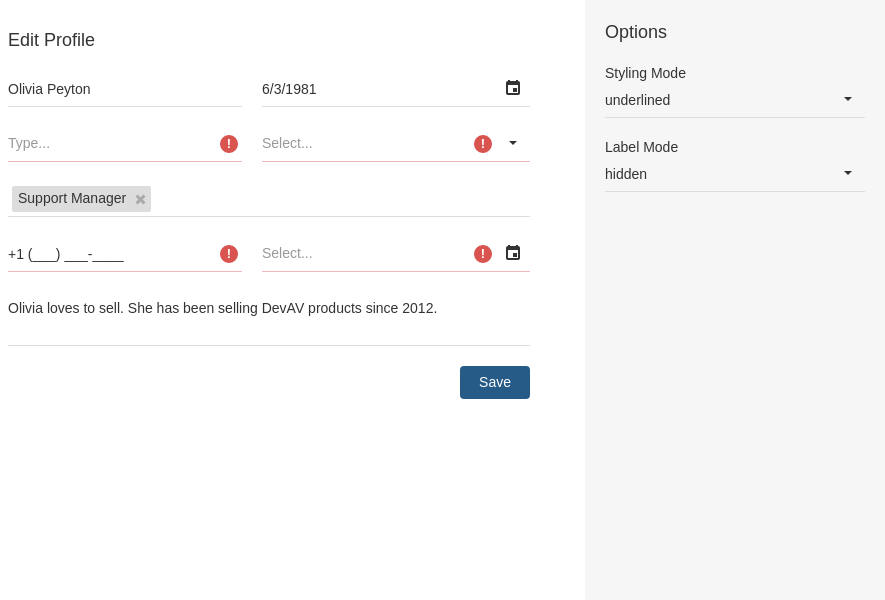 Edit Profile
Olivia Peyton
6/3/1981
Type...
Select...
Support Manager
+1 (___) ___-____
Select...
Olivia loves to sell. She has been selling DevAV products since 2012.
Save
Options
Styling Mode
underlined
Label Mode
hidden